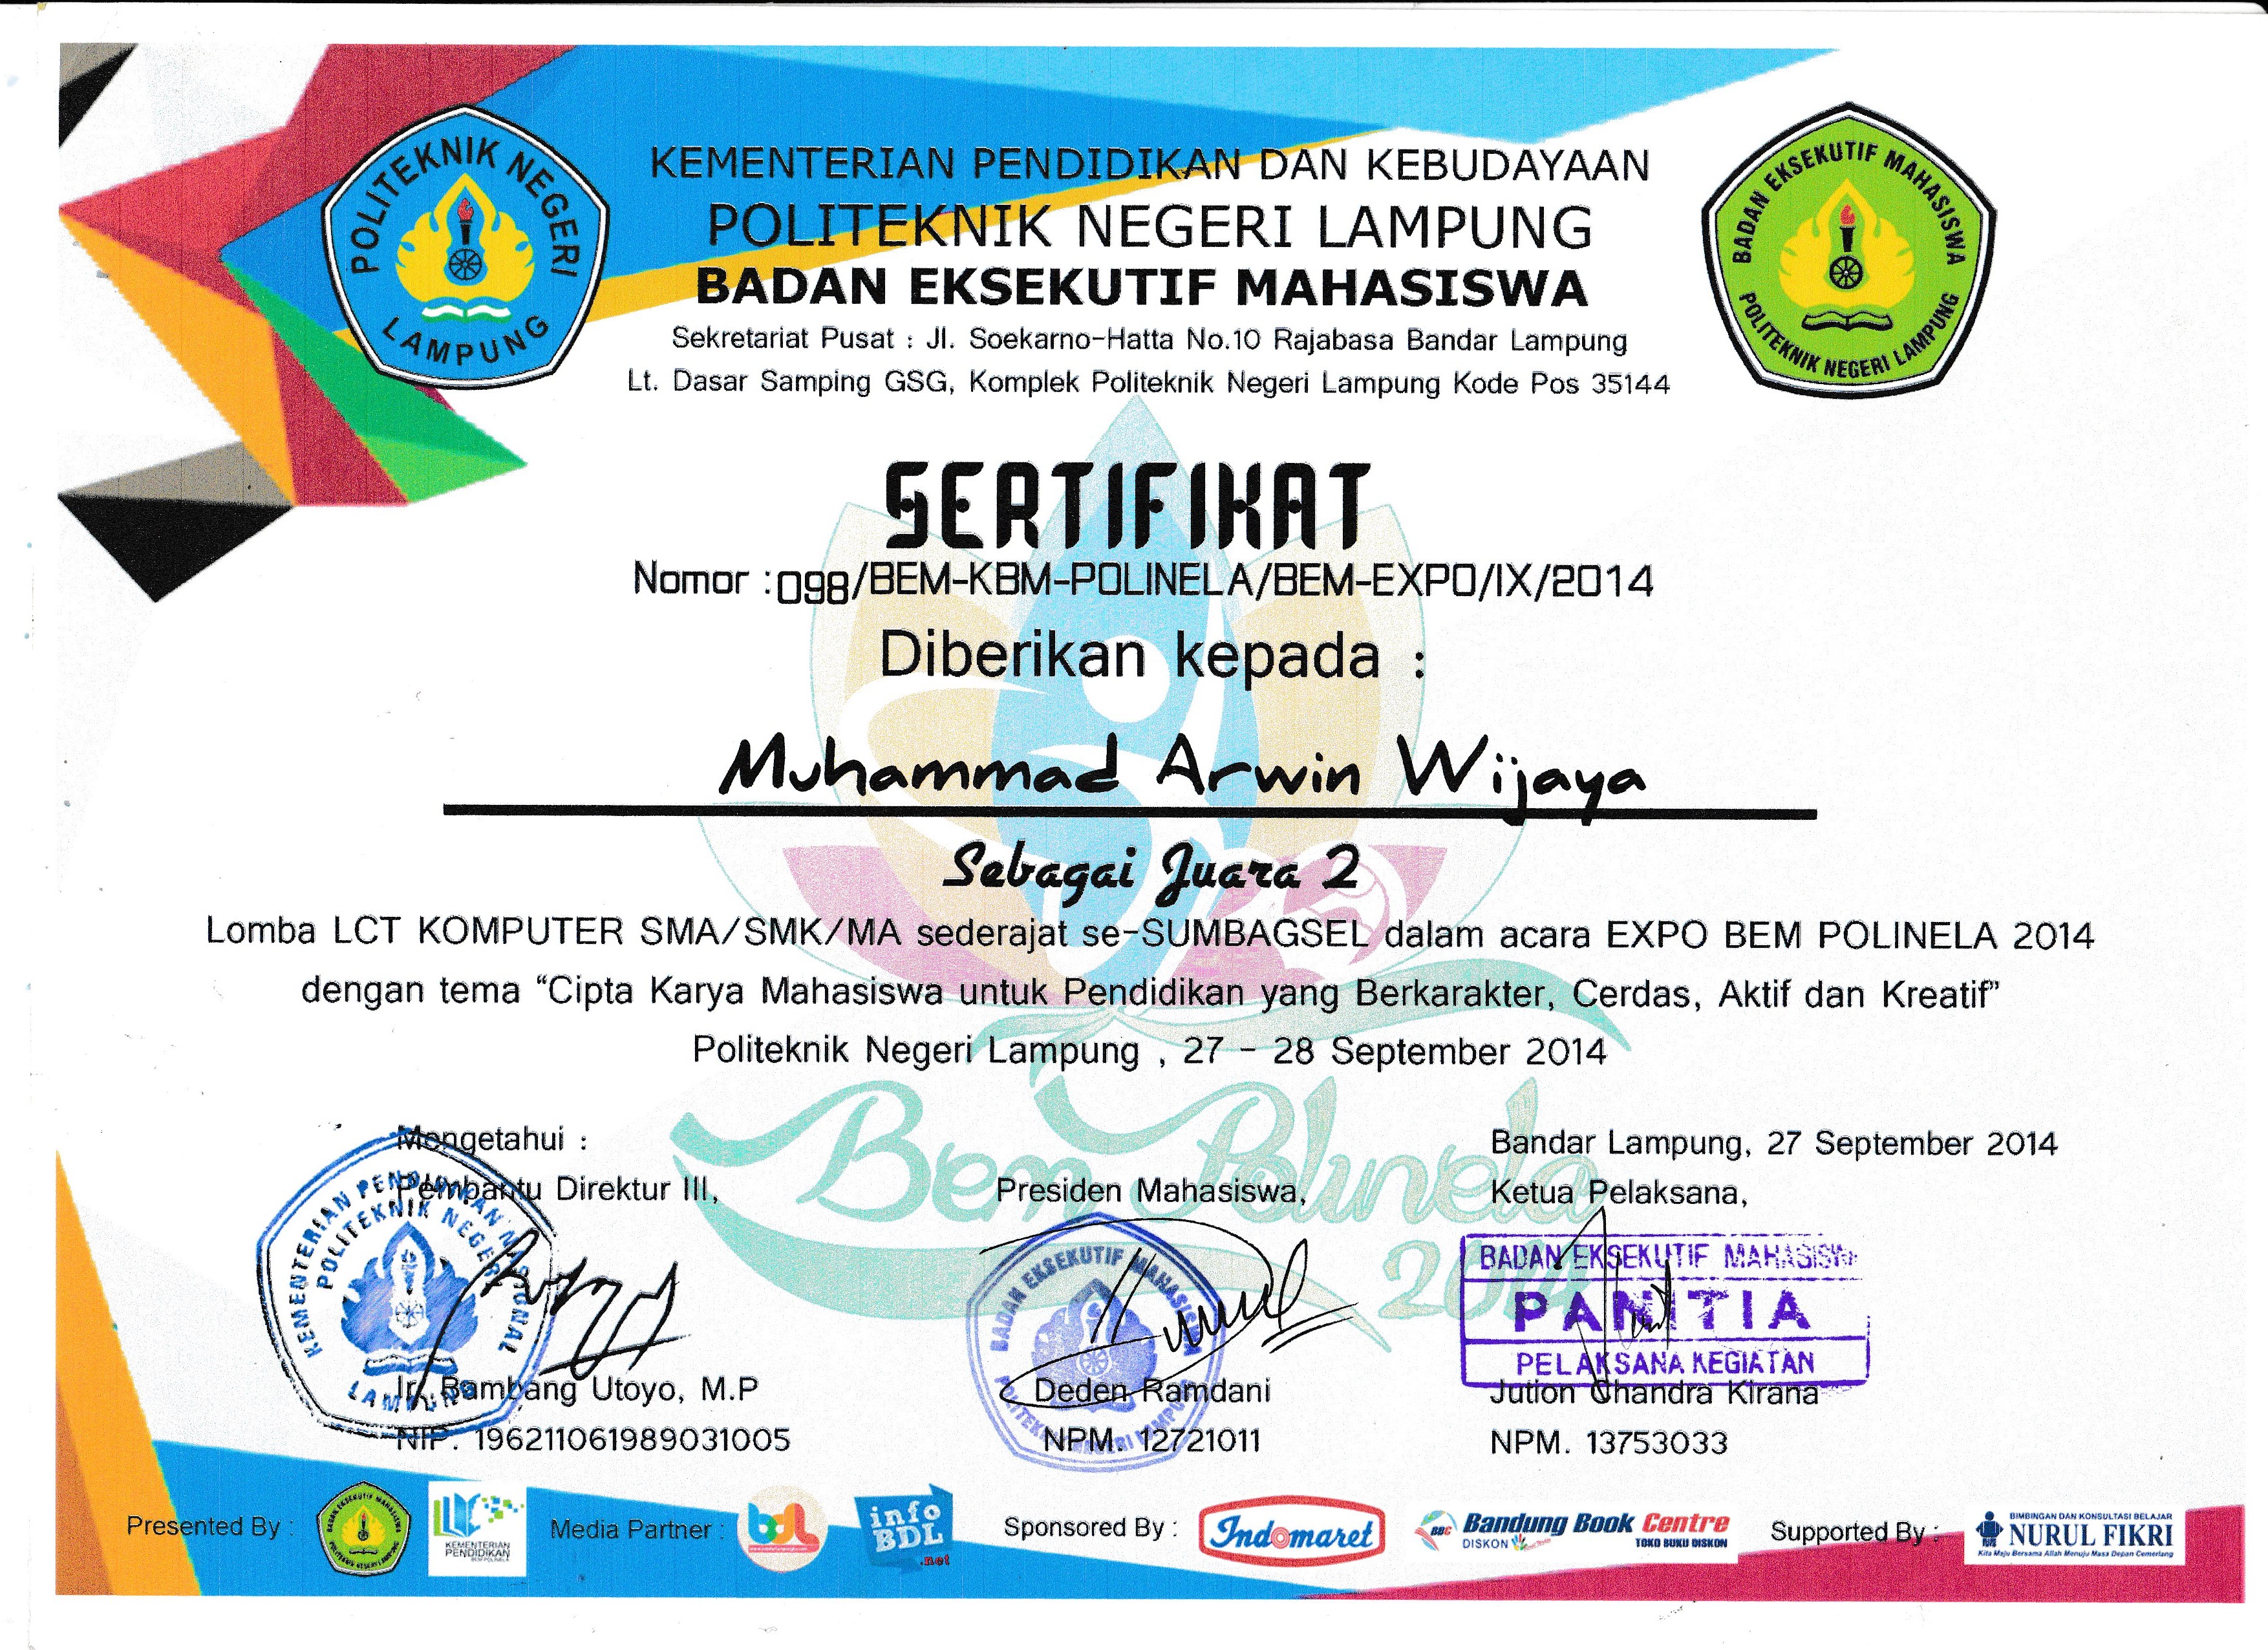 POLITEKNIK NEGERI
LAMPUNG
KEMENTERIAN PENDIDIKAN DAN KEBUDAYAAN
POLITEKNIK NEGERI LAMPUNG
BADAN EKSEKUTIF MAHASISWA
Sekretariat Pusat : Jl. Soekarno-Hatta No.10 Rajabasa Bandar Lampung
Lt. Dasar Samping GSG, Komplek Politeknik Negeri Lampung Kode Pos 35144
BADAN EKSEKUTIF MAHASISWA
POLITEKNIK NEGERI LAMPUNG
SERTIFIKAT
Nomor :098/BEM-KBM-POLINELA/BEM-EXPO/IX/2014
Diberikan kepada :
Muhammad Arwin Wijaya
Sebagai Juara 2
Lomba LCT KOMPUTER SMA/SMK/MA sederajat se-SUMBAGSEL dalam acara EXPO BEM POLINELA 2014
dengan tema “Cipta Karya Mahasiswa untuk Pendidikan yang Berkarakter, Cerdas, Aktif dan Kreatif”
Politeknik Negeri Lampung , 27 - 28 September 2014
Bem Polinela
2014
Mengetahui :
Pembantu Direktur III,
KEMENTERIAN PENDIDIKAN NASIONAL
POLITEKNIK NEGERI
LAMPUNG
Ir. Bambang Utoyo, M.P
NIP. 196211061989031005
Presiden Mahasiswa,
BADAN EKSEKUTIF MAHASISWA
POLITEKNIK NEGERI LAMPUNG
Deden Ramdani
NPM. 12721011
Bandar Lampung, 27 September 2014
Ketua Pelaksana,
BADAN EKSEKUTIF MAHASISWA
PANITIA
PELAKSANA KEGIATAN
Jution Chandra Kirana
NPM. 13753033
Presented By :
BADAN EKSEKUTIF MAHASISWA
POLITEKNIK NEGERI LAMPUNG
KEMENTERIAN
PENDIDIKAN
BEM POLINELA
Media Partner :
bdL
info
BDL
.net
Sponsored By :
Indomaret
BBC Bandung Book Centre
DISKON
TOKO BUKU DISKON
Supported By :
BIMBINGAN DAN KONSULTASI BELAJAR
NURUL FIKRI
Kita Maju Bersama Allah Menuju Masa Depan Cemerlang